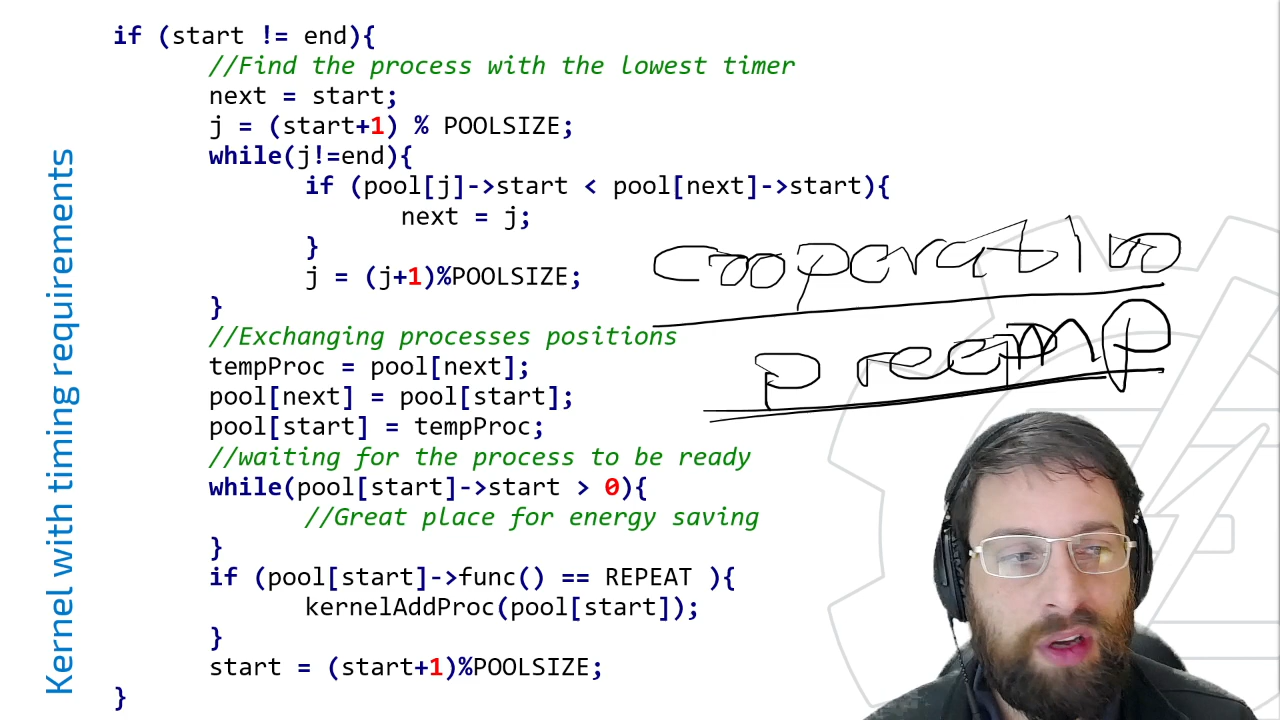 Kernel with timing requirements
if (start != end){
//Find the process with the lowest timer
next = start;
j = (start+1) % POOLSIZE;
while(j!=end){
if (pool[j]->start < pool[next]->start){
next = j;
}
j = (j+1)%POOLSIZE;
}
//Exchanging processes positions
tempProc = pool[next];
pool[next] = pool[start];
pool[start] = tempProc;
//waiting for the process to be ready
while(pool[start]->start > 0){
//Great place for energy saving
}
if (pool[start]->func() == REPEAT ){
kernelAddProc(pool[start]);
}
start = (start+1)%POOLSIZE;
}
cooperativo
preemp